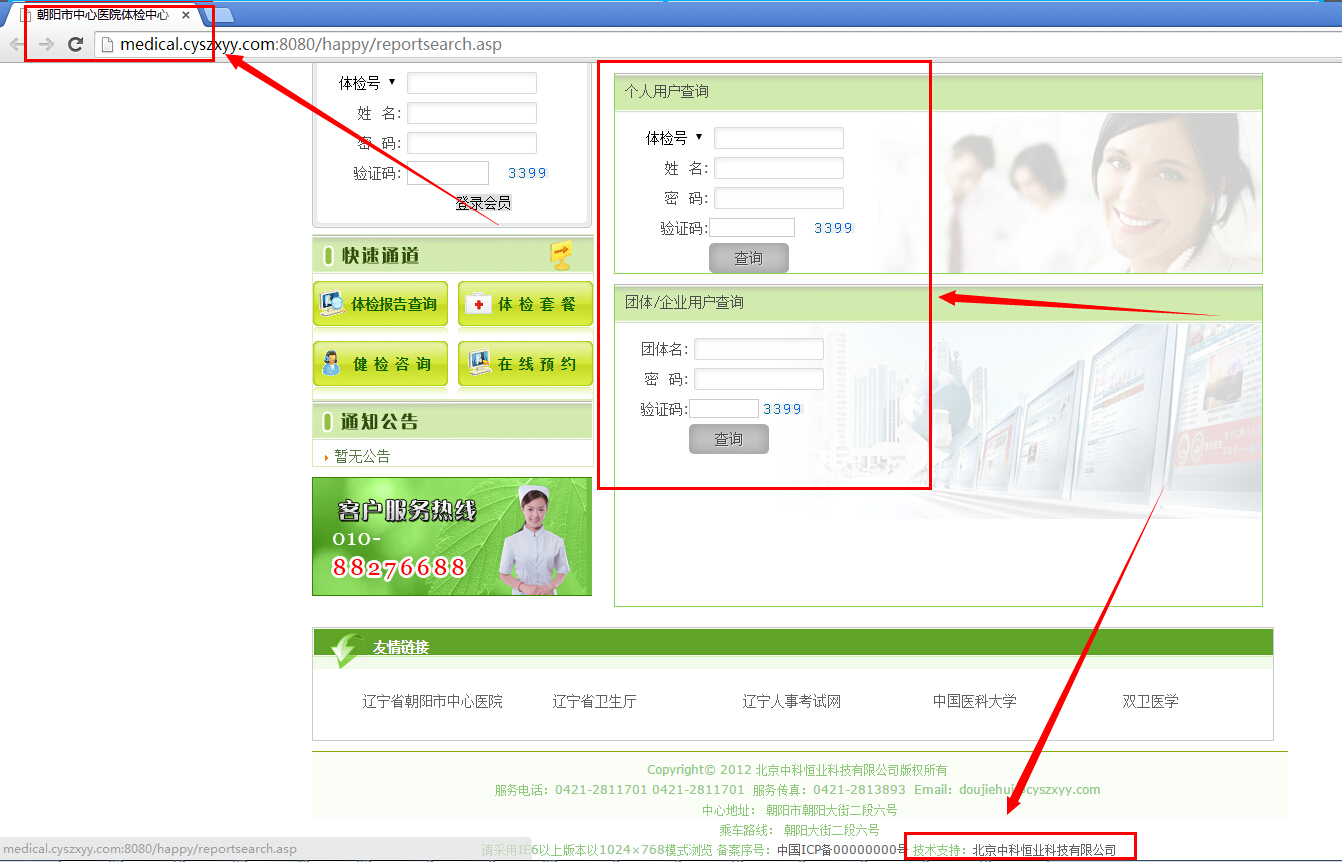 朝阳市中心医院体检中心
medical.cyszxyy.com:8080/happy/reportsearch.asp
体检号
姓 名:
密 码:
验证码: 3399
登录会员
快速通道
体检报告查询
体 检 套 餐
健 检 咨 询
在 线 预 约
通知公告
暂无公告
客户服务热线
010-
88276688
个人用户查询
体检号
姓 名:
密 码:
验证码: 3399
查询
团体/企业用户查询
团体名:
密 码:
验证码: 3399
查询
友情链接
辽宁省朝阳市中心医院 辽宁省卫生厅 辽宁人事考试网 中国医科大学 双卫医学
Copyright© 2012 北京中科恒业科技有限公司版权所有
服务电话：0421-2811701 0421-2811701 服务传真：0421-2813893 Email：doujiehui@cyszxyy.com
中心地址： 朝阳市朝阳大街二段六号
乘车路线： 朝阳大街二段六号
请采用IE6以上版本以1024×768模式浏览 备案序号：中国ICP备00000000号 技术支持：北京中科恒业科技有限公司
medical.cyszxyy.com:8080/happy/reportsearch.asp